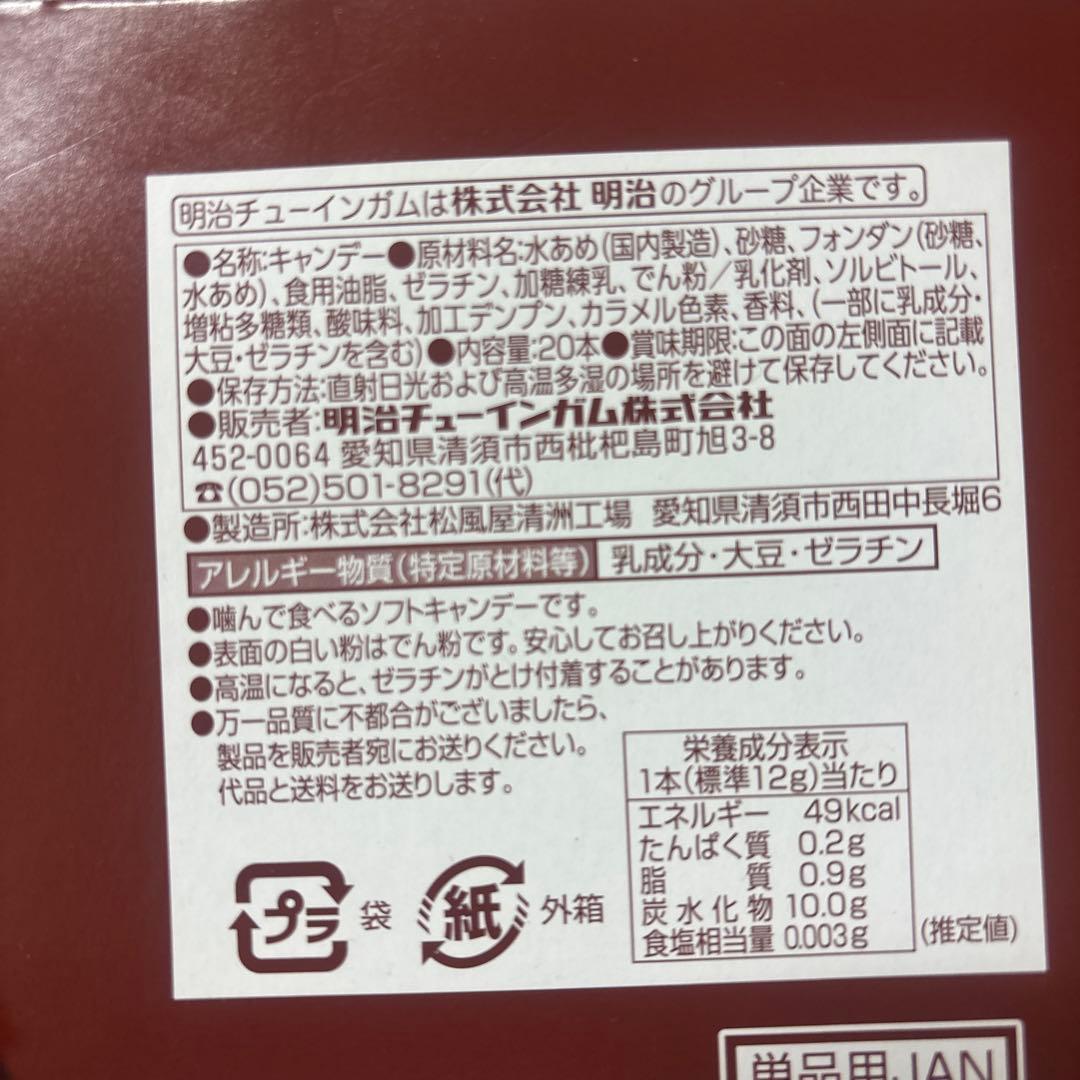 明治チューインガムは株式会社 明治のグループ企業です。
●名称:キャンデー●原材料名:水あめ(国内製造)、砂糖、フォンダン(砂糖、
水あめ)、食用油脂、ゼラチン、加糖練乳、でん粉/乳化剤、ソルビトール、
増粘多糖類、酸味料、加工デンプン、カラメル色素、香料、(一部に乳成分・
大豆・ゼラチンを含む)●内容量:20本●賞味期限:この面の左側面に記載
●保存方法:直射日光および高温多湿の場所を避けて保存してください。
●販売者:明治チューインガム株式会社
452-0064 愛知県清須市西枇杷島町旭3-8
☎(052)501-8291(代)
●製造所:株式会社松風屋清洲工場 愛知県清須市西田中長堀6
アレルギー物質(特定原材料等) 乳成分・大豆・ゼラチン
●噛んで食べるソフトキャンデーです。
●表面の白い粉はでん粉です。安心してお召し上がりください。
●高温になると、ゼラチンがとけ付着することがあります。
●万一品質に不都合がございましたら、
製品を販売者宛にお送りください。
代品と送料をお送りします。
栄養成分表示
1本(標準12g)当たり
エネルギー 49kcal
たんぱく質 0.2g
脂質 0.9g
炭水化物 10.0g
食塩相当量 0.003g
(推定値)
プラ 袋 紙 外箱
単品用JAN